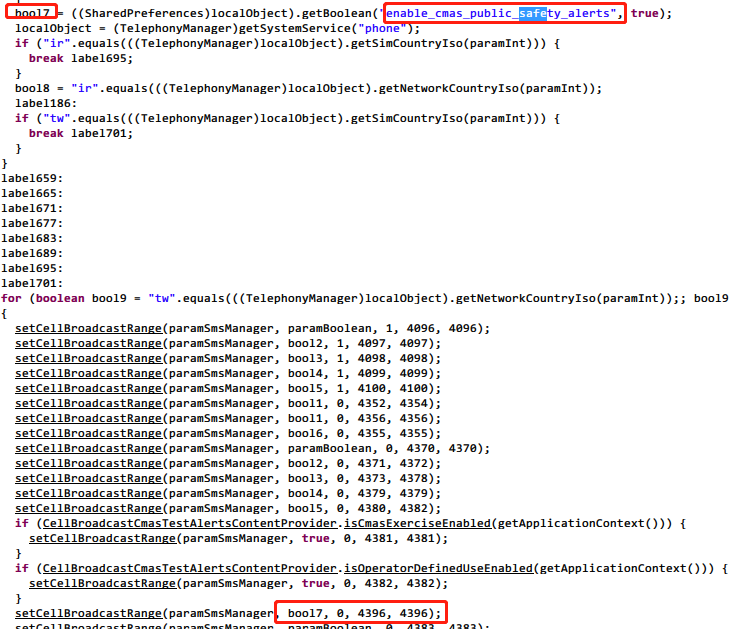 bool7 = ((SharedPreferences)localObject).getBoolean("enable_cmas_public_safety_alerts", true);
localObject = (TelephonyManager)getSystemService("phone");
if ("ir".equals(((TelephonyManager)localObject).getSimCountryIso(paramInt))) {
break label695;
}
bool8 = "ir".equals(((TelephonyManager)localObject).getNetworkCountryIso(paramInt));
label186:
if ("tw".equals(((TelephonyManager)localObject).getSimCountryIso(paramInt))) {
break label701;
}
}
label659:
label665:
label671:
label677:
label683:
label689:
label695:
label701:
for (boolean bool9 = "tw".equals(((TelephonyManager)localObject).getNetworkCountryIso(paramInt));; bool9
{
setCellBroadcastRange(paramSmsManager, paramBoolean, 1, 4096, 4096);
setCellBroadcastRange(paramSmsManager, bool2, 1, 4097, 4097);
setCellBroadcastRange(paramSmsManager, bool3, 1, 4098, 4098);
setCellBroadcastRange(paramSmsManager, bool4, 1, 4099, 4099);
setCellBroadcastRange(paramSmsManager, bool5, 1, 4100, 4100);
setCellBroadcastRange(paramSmsManager, bool1, 0, 4352, 4354);
setCellBroadcastRange(paramSmsManager, bool1, 0, 4356, 4356);
setCellBroadcastRange(paramSmsManager, bool6, 0, 4355, 4355);
setCellBroadcastRange(paramSmsManager, paramBoolean, 0, 4370, 4370);
setCellBroadcastRange(paramSmsManager, bool2, 0, 4371, 4372);
setCellBroadcastRange(paramSmsManager, bool3, 0, 4373, 4378);
setCellBroadcastRange(paramSmsManager, bool4, 0, 4379, 4379);
setCellBroadcastRange(paramSmsManager, bool5, 0, 4380, 4382);
if (CellBroadcastCmasTestAlertsContentProvider.isCmasExerciseEnabled(getApplicationContext())) {
setCellBroadcastRange(paramSmsManager, true, 0, 4381, 4381);
}
if (CellBroadcastCmasTestAlertsContentProvider.isOperatorDefinedUseEnabled(getApplicationContext())) {
setCellBroadcastRange(paramSmsManager, true, 0, 4382, 4382);
}
setCellBroadcastRange(paramSmsManager, bool7, 0, 4396, 4396);
setCellBroadcastRange(paramSmsManager, paramBoolean, 0, 4383, 4383);